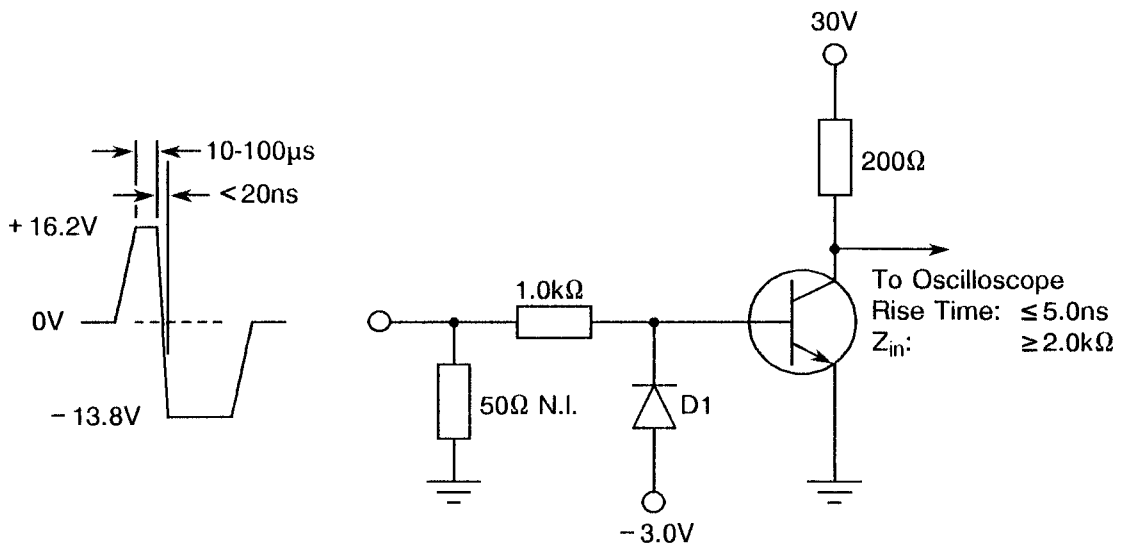 30V
10-100μs
<20ns
200Ω
+16.2V
To Oscilloscope
1.0kΩ
Rise Time: ≤5.0ns
0V
Zin: ≥2.0kΩ
50Ω N.I.
D1
−13.8V
−3.0V